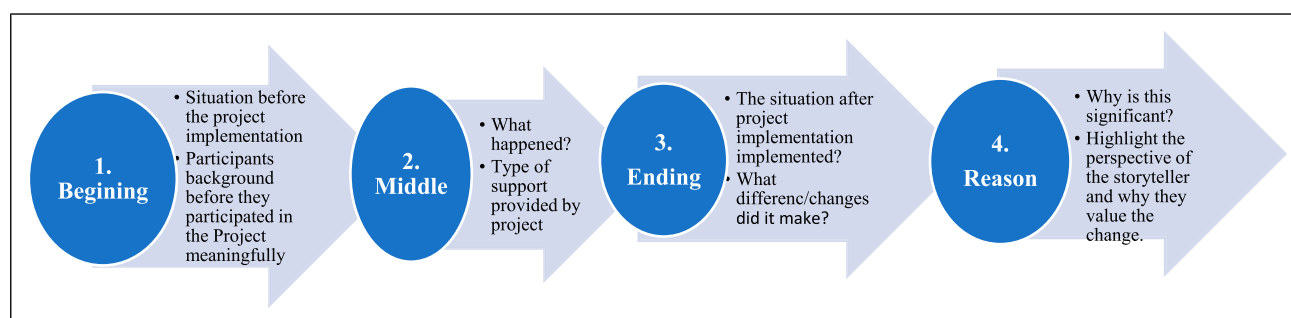 1.
Begining
• Situation before
the project
implementation
• Participants
background
before they
participated in
the Project
meaningfully
2.
Middle
• What
happened?
• Type of
support
provided by
project
3.
Ending
• The situation after
project
implementation
implemented?
• What
differenc/changes
did it make?
4.
Reason
• Why is this
significant?
• Highlight the
perspective of
the storyteller
and why they
value the
change.